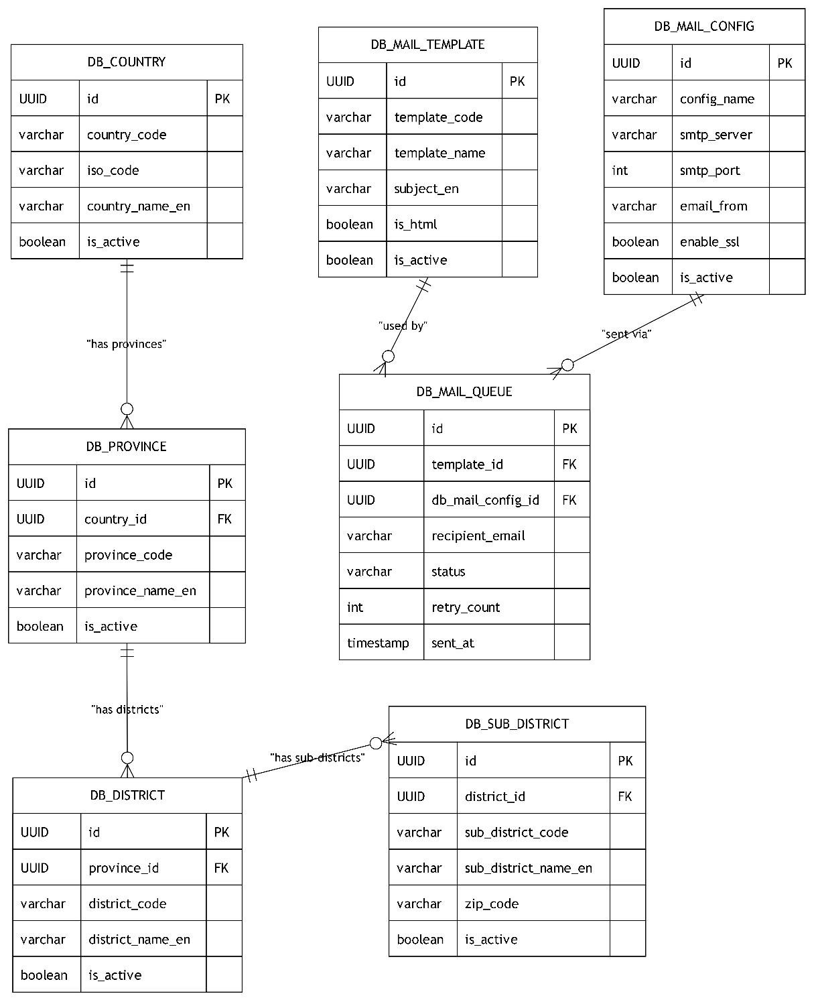 DB_COUNTRY
UUID id PK
varchar country_code
varchar iso_code
varchar country_name_en
boolean is_active
"has provinces"
DB_PROVINCE
UUID id PK
UUID country_id FK
varchar province_code
varchar province_name_en
boolean is_active
"has districts"
DB_DISTRICT
UUID id PK
UUID province_id FK
varchar district_code
varchar district_name_en
boolean is_active
"has sub-districts"
DB_SUB_DISTRICT
UUID id PK
UUID district_id FK
varchar sub_district_code
varchar sub_district_name_en
varchar zip_code
boolean is_active
DB_MAIL_TEMPLATE
UUID id PK
varchar template_code
varchar template_name
varchar subject_en
boolean is_html
boolean is_active
"used by"
DB_MAIL_CONFIG
UUID id PK
varchar config_name
varchar smtp_server
int smtp_port
varchar email_from
boolean enable_ssl
boolean is_active
"sent via"
DB_MAIL_QUEUE
UUID id PK
UUID template_id FK
UUID db_mail_config_id FK
varchar recipient_email
varchar status
int retry_count
timestamp sent_at